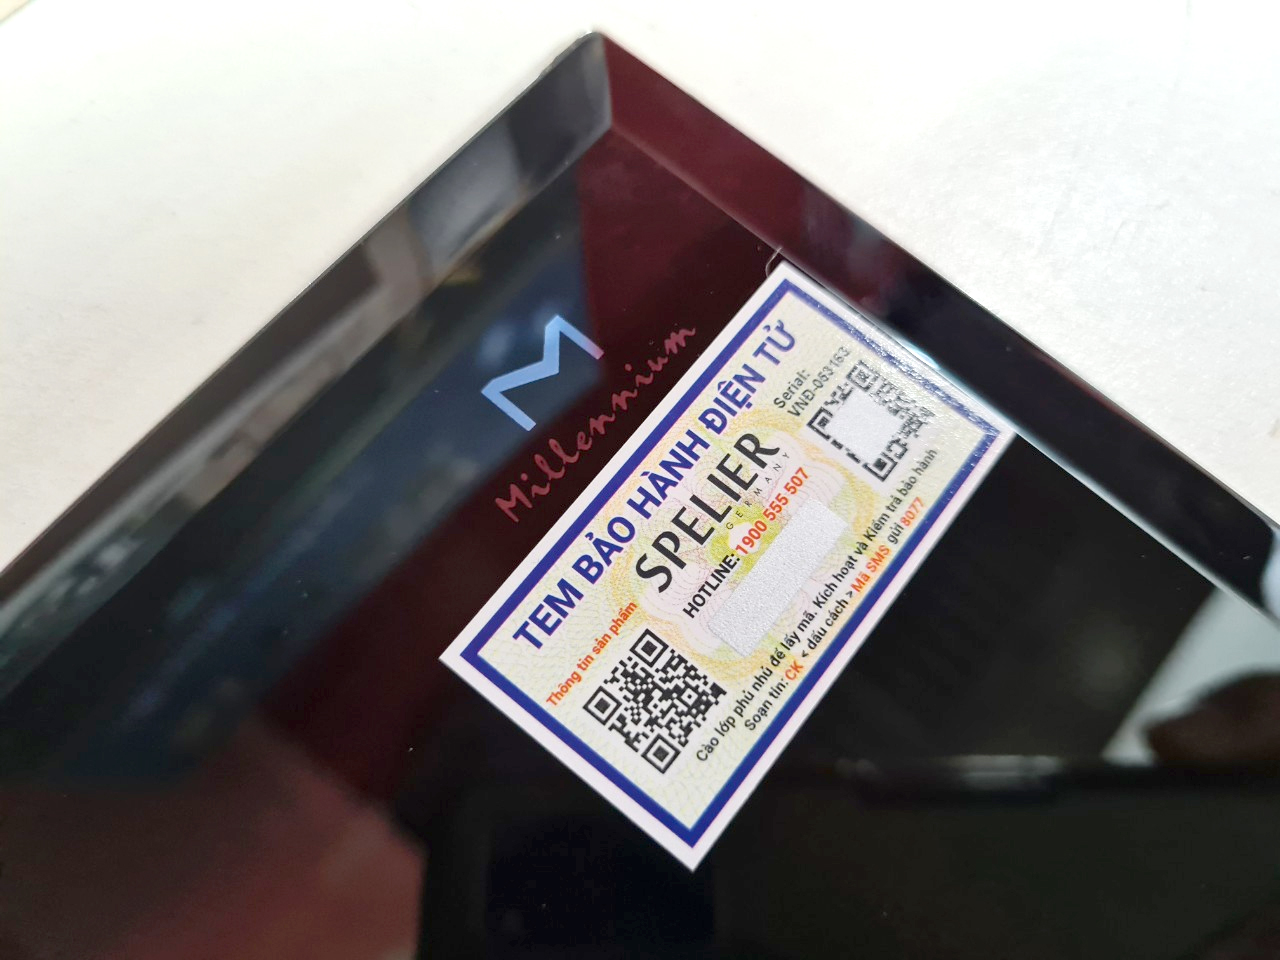 M
Millennium
TEM BẢO HÀNH ĐIỆN TỬ
Thông tin sản phẩm
SPELIER
GERMANY
HOTLINE: 1900 555 507
Serial:
VNĐ-063163
Cào lớp phủ nhũ để lấy mã. Kích hoạt và Kiểm tra bảo hành
Soạn tin: CK < dấu cách > Mã SMS gửi 8077